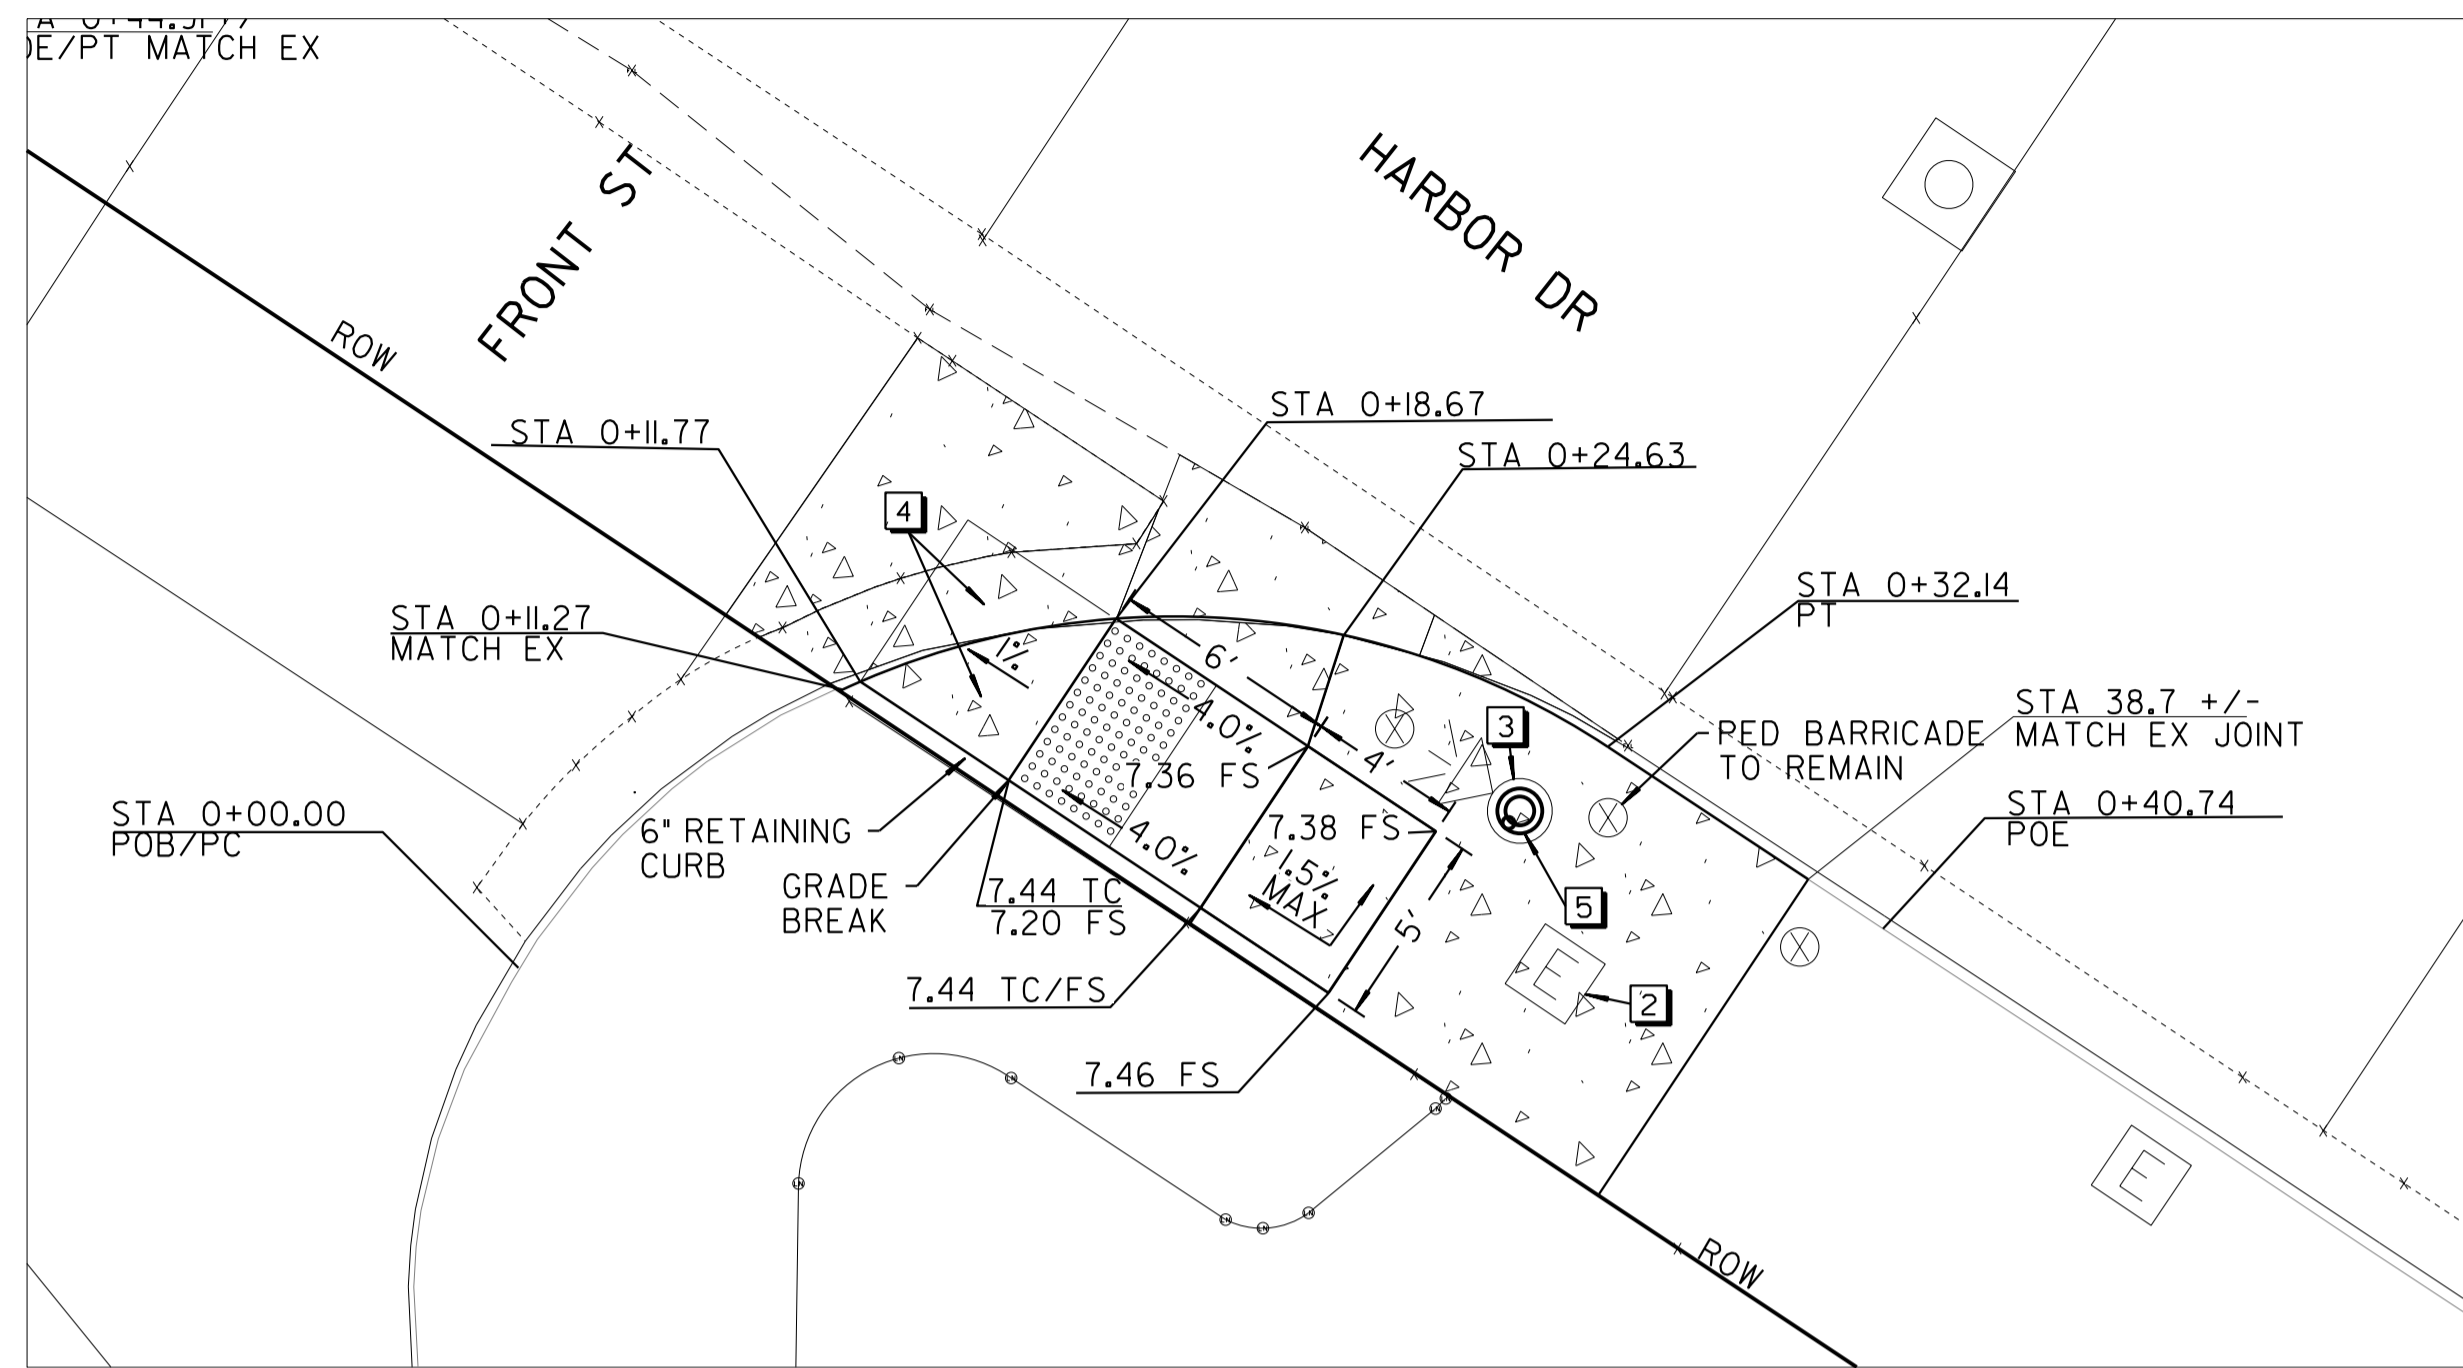 DE/PT MATCH EX
FRONT ST
HARBOR DR
ROW
STA 0+18.67
STA 0+11.77
STA 0+24.63
4
STA 0+32.14
PT
STA 0+11.27
MATCH EX
1%
6'
4.0%
4'
3
PED BARRICADE
TO REMAIN
STA 38.7 +/-
MATCH EX JOINT
7.36 FS
STA 0+00.00
POB/PC
6" RETAINING
CURB
4.0%
7.38 FS
1.5%
MAX
STA 0+40.74
POE
GRADE
BREAK
7.44 TC
7.20 FS
5
5'
E
7.44 TC/FS
2
7.46 FS
E
ROW